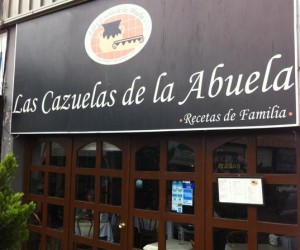 Las Cazuelas de la Abuela
• Recetas de Familia •